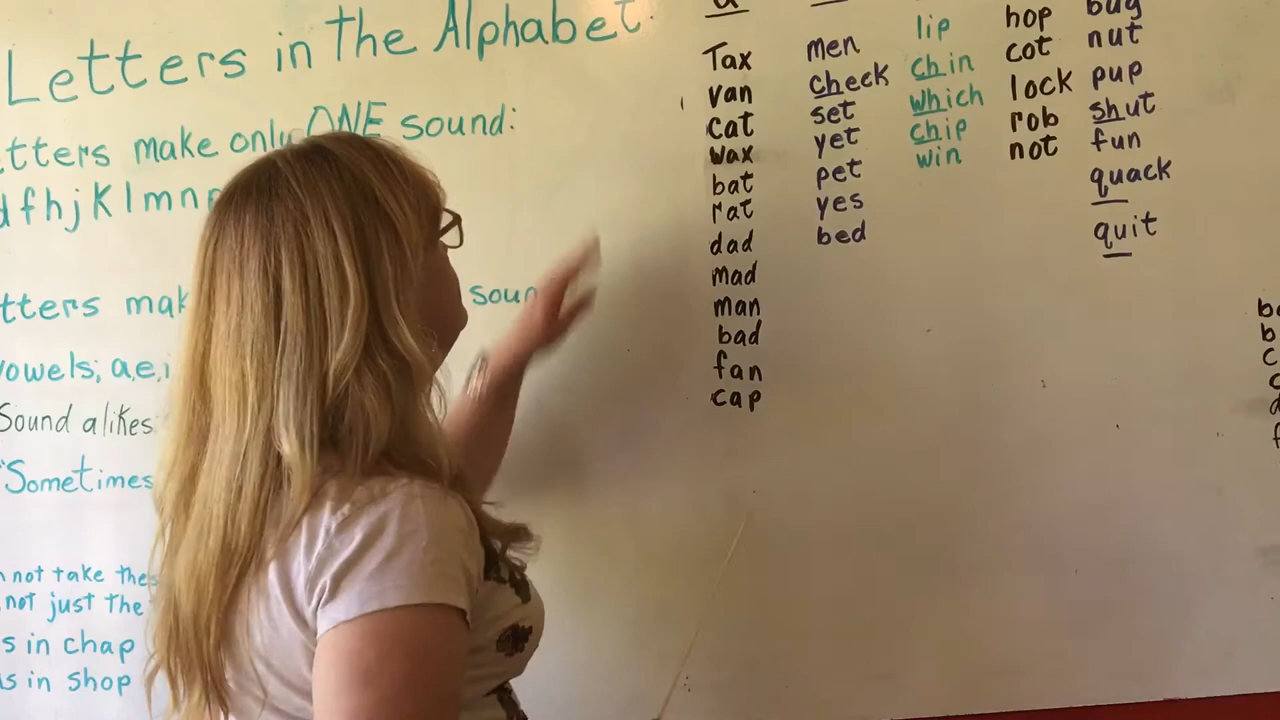 Letters in the Alphabet
make only ONE sound:
d f h j K l m n
mak soun
vowels; a, e, i
Sound alikes
"Sometimes
not take thes
not just the
s in chap
in shop
a
Tax
van
cat
wax
bat
rat
dad
mad
man
bad
fan
cap
men
check
set
yet
pet
yes
bed
lip
chin
which
chip
win
hop
cot
lock
rob
not
bug
nut
pup
shut
fun
quack
quit